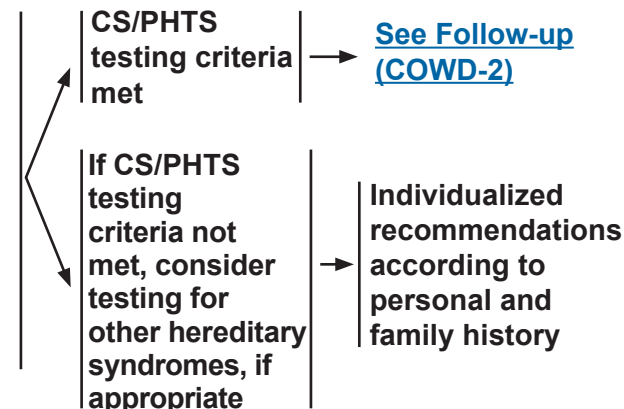 CS/PHTS
testing criteria
met
See Follow-up
(COWD-2)
If CS/PHTS
testing
criteria not
met, consider
testing for
other hereditary
syndromes, if
appropriate
Individualized
recommendations
according to
personal and
family history